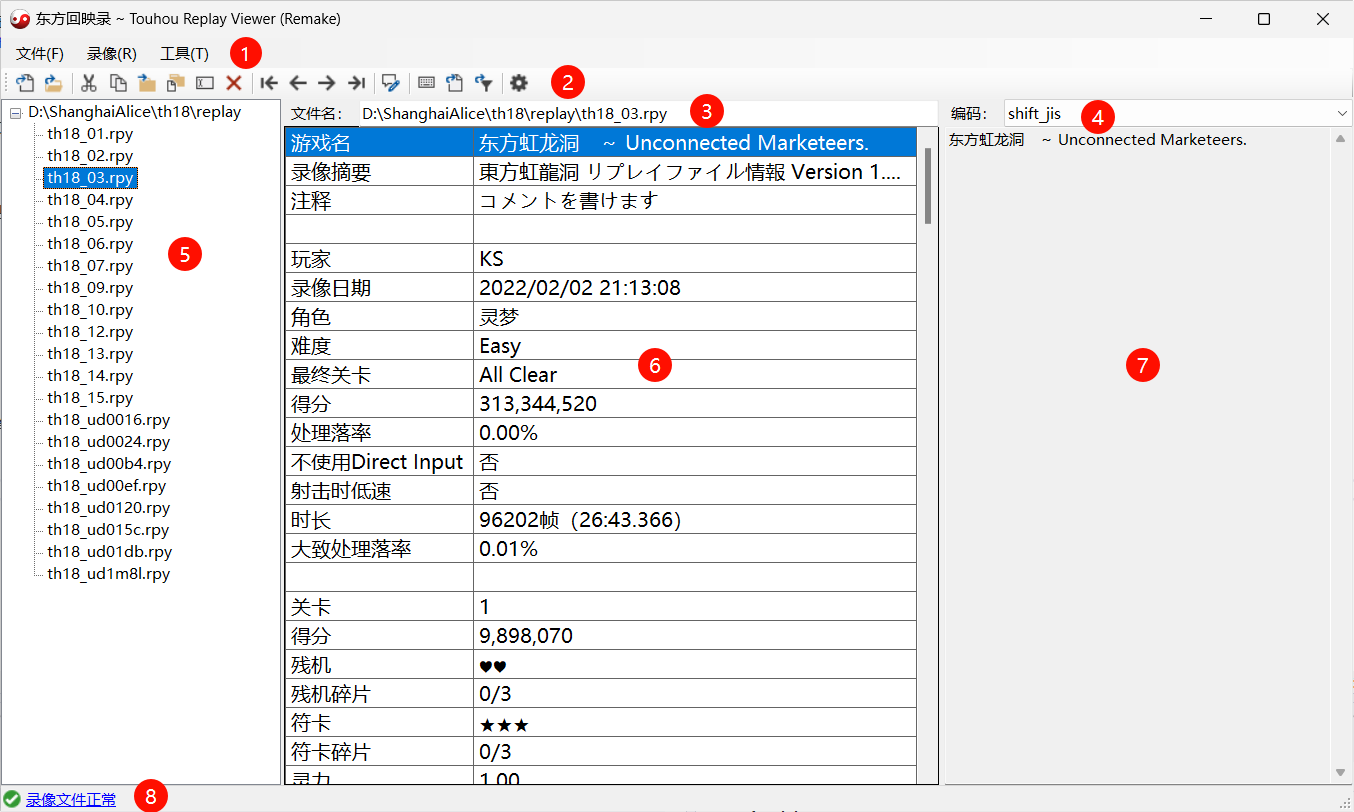 东方回映录 ~ Touhou Replay Viewer (Remake)
文件(F) 录像(R) 工具(T) 1
2
D:\ShanghaiAlice\th18\replay
th18_01.rpy
th18_02.rpy
th18_03.rpy
th18_04.rpy
th18_05.rpy
th18_06.rpy
th18_07.rpy
th18_09.rpy
th18_10.rpy
th18_12.rpy
th18_13.rpy
th18_14.rpy
th18_15.rpy
th18_ud0016.rpy
th18_ud0024.rpy
th18_ud00b4.rpy
th18_ud00ef.rpy
th18_ud0120.rpy
th18_ud015c.rpy
th18_ud01db.rpy
th18_ud1m8l.rpy
5
文件名: D:\ShanghaiAlice\th18\replay\th18_03.rpy 3
游戏名 东方虹龙洞 ~ Unconnected Marketeers.
录像摘要 東方虹龍洞 リプレイファイル情報 Version 1....
注释 コメントを書けます
玩家 KS
录像日期 2022/02/02 21:13:08
角色 灵梦
难度 Easy
最终关卡 All Clear
得分 313,344,520
处理落率 0.00%
不使用Direct Input 否
射击时低速 否
时长 96202帧（26:43.366）
大致处理落率 0.01%
关卡 1
得分 9,898,070
残机 ♥♥
残机碎片 0/3
符卡 ★★★
符卡碎片 0/3
灵力 1.00
6
编码: shift_jis 4
东方虹龙洞 ~ Unconnected Marketeers.
7
录像文件正常 8